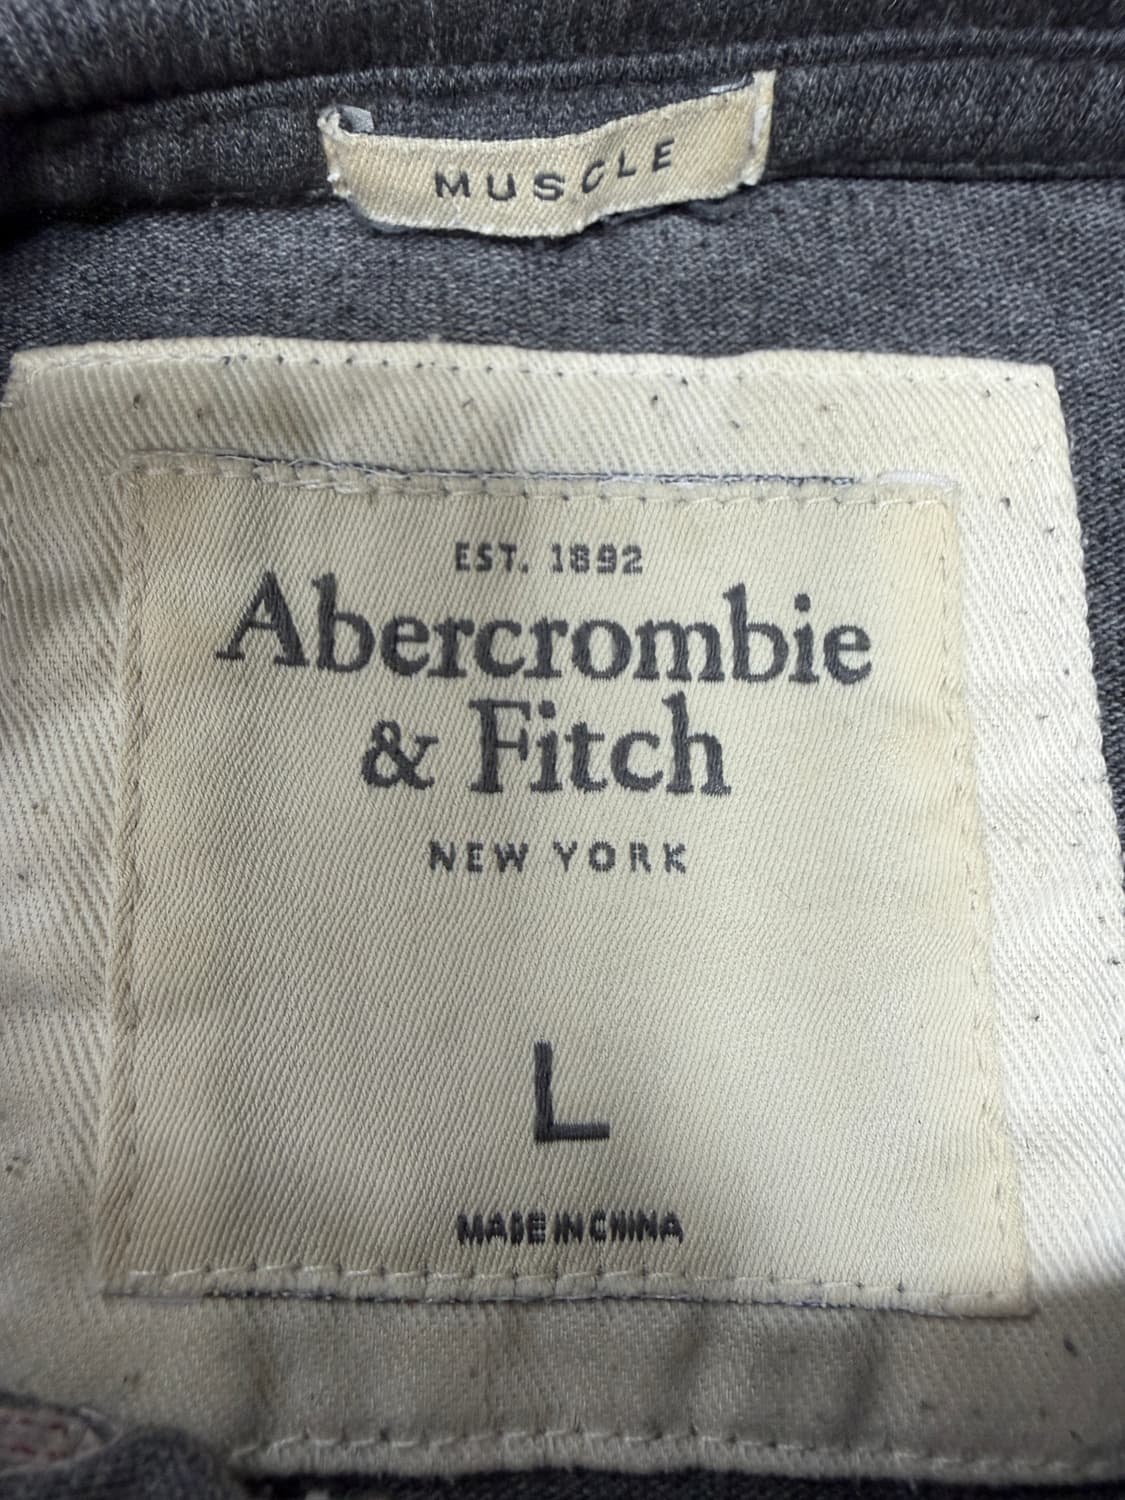 MUSCLE
EST. 1892
Abercrombie
& Fitch
NEW YORK
L
MADE IN CHINA